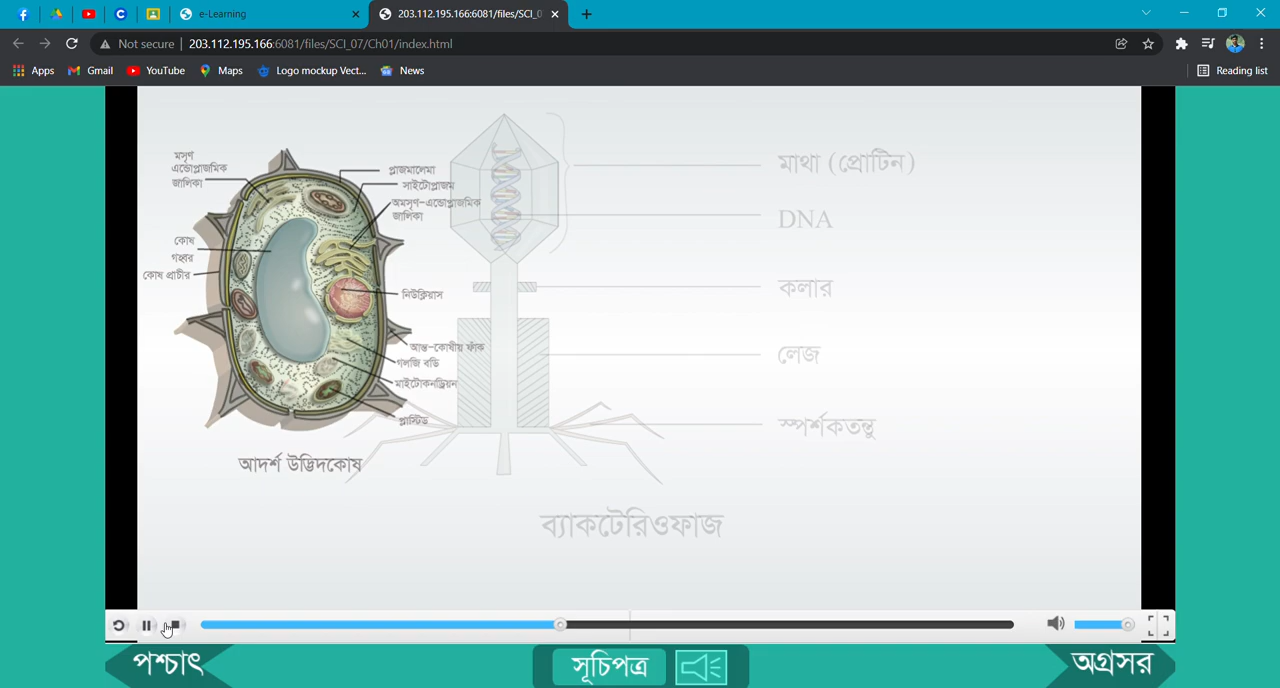 e-Learning
203.112.195.166:6081/files/SCI_0
Not secure
203.112.195.166:6081/files/SCI_07/Ch01/index.html
Apps
Gmail
YouTube
Maps
Logo mockup Vect...
News
Reading list
মসৃণ
এন্ডোপ্লাজমিক
জালিকা
প্লাজমালেমা
সাইটোপ্লাজম
অমসৃণ-এন্ডোপ্লাজমিক
জালিকা
কোষ
গহ্বর
কোষ প্রাচীর
নিউক্লিয়াস
আন্ত-কোষীয় ফাঁক
গলজি বডি
মাইটোকনড্রিয়ন
প্লাস্টিড
আদর্শ উদ্ভিদকোষ
মাথা (প্রোটিন)
DNA
কলার
লেজ
স্পর্শকতন্তু
ব্যাকটেরিওফাজ
পশ্চাৎ
সূচিপত্র
অগ্রসর